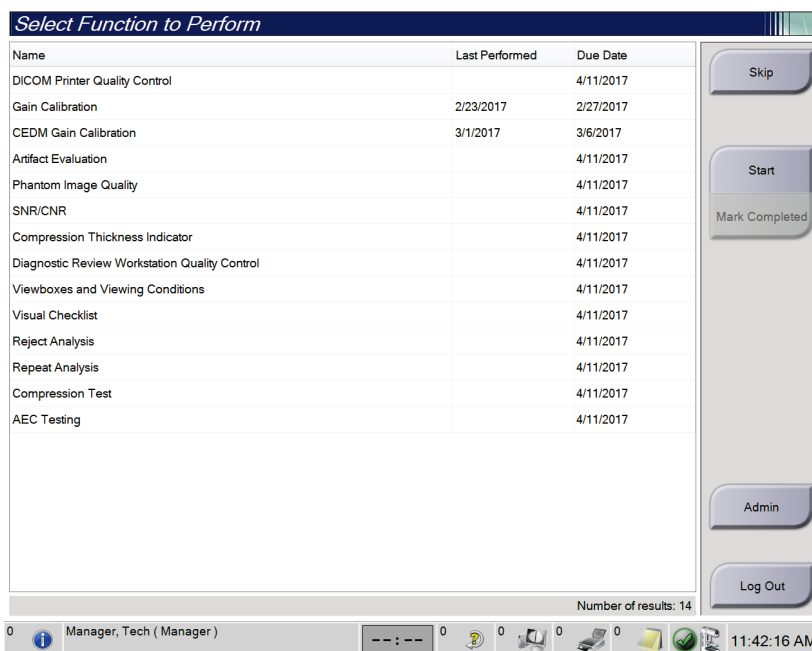 Select Function to Perform
Name Last Performed Due Date
DICOM Printer Quality Control 4/11/2017
Gain Calibration 2/23/2017 2/27/2017
CEDM Gain Calibration 3/1/2017 3/6/2017
Artifact Evaluation 4/11/2017
Phantom Image Quality 4/11/2017
SNR/CNR 4/11/2017
Compression Thickness Indicator 4/11/2017
Diagnostic Review Workstation Quality Control 4/11/2017
Viewboxes and Viewing Conditions 4/11/2017
Visual Checklist 4/11/2017
Reject Analysis 4/11/2017
Repeat Analysis 4/11/2017
Compression Test 4/11/2017
AEC Testing 4/11/2017
Number of results: 14
Skip
Start
Mark Completed
Admin
Log Out
0 Manager, Tech ( Manager ) --:-- 0 0 0 0 11:42:16 AM